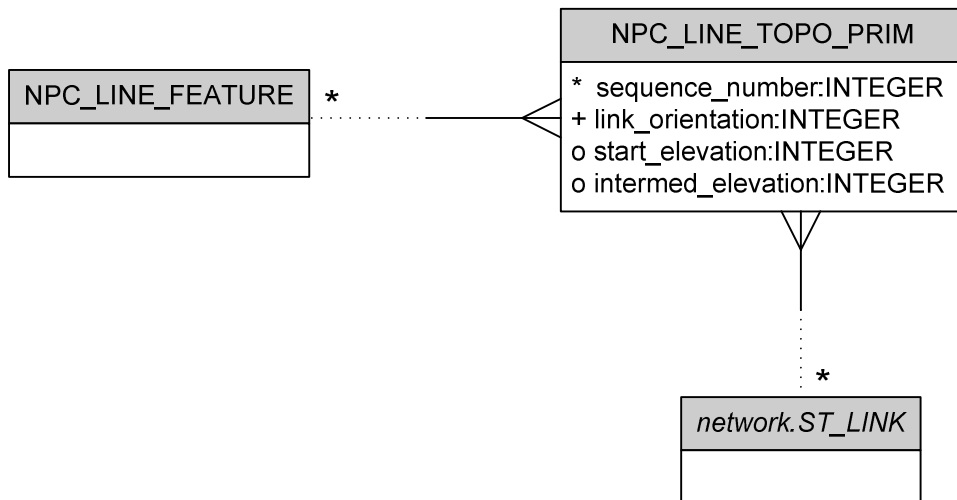 NPC_LINE_TOPO_PRIM
NPC_LINE_FEATURE
*
* sequence_number:INTEGER
+ link_orientation:INTEGER
o start_elevation:INTEGER
o intermed_elevation:INTEGER
*
network.ST_LINK